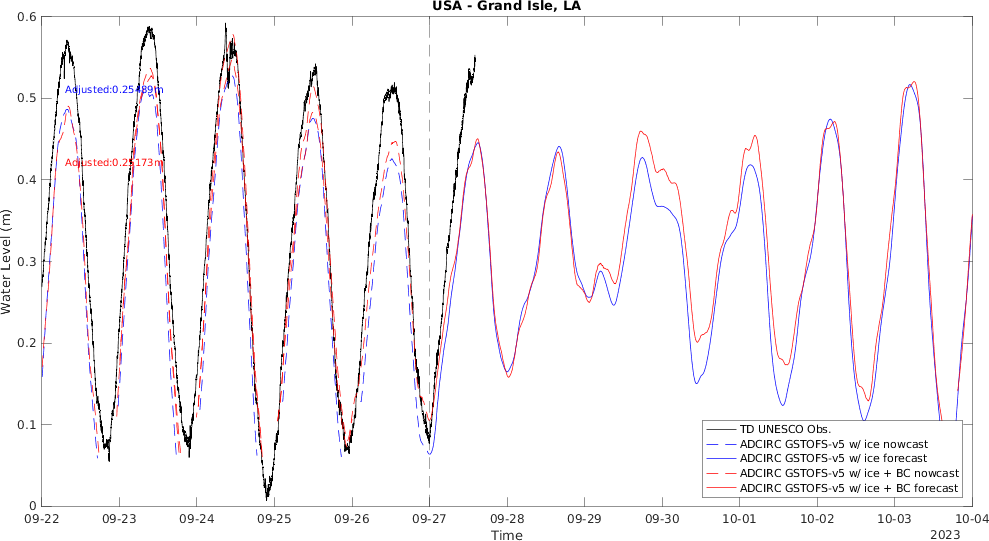 USA - Grand Isle, LA
0.6
0.5
0.4
0.3
0.2
0.1
0
Water Level (m)
Adjusted:0.25489m
Adjusted:0.25173m
TD UNESCO Obs.
ADCIRC GSTOFS-v5 w/ ice nowcast
ADCIRC GSTOFS-v5 w/ ice forecast
ADCIRC GSTOFS-v5 w/ ice + BC nowcast
ADCIRC GSTOFS-v5 w/ ice + BC forecast
09-22 09-23 09-24 09-25 09-26 09-27 09-28 09-29 09-30 10-01 10-02 10-03 10-04
Time
2023